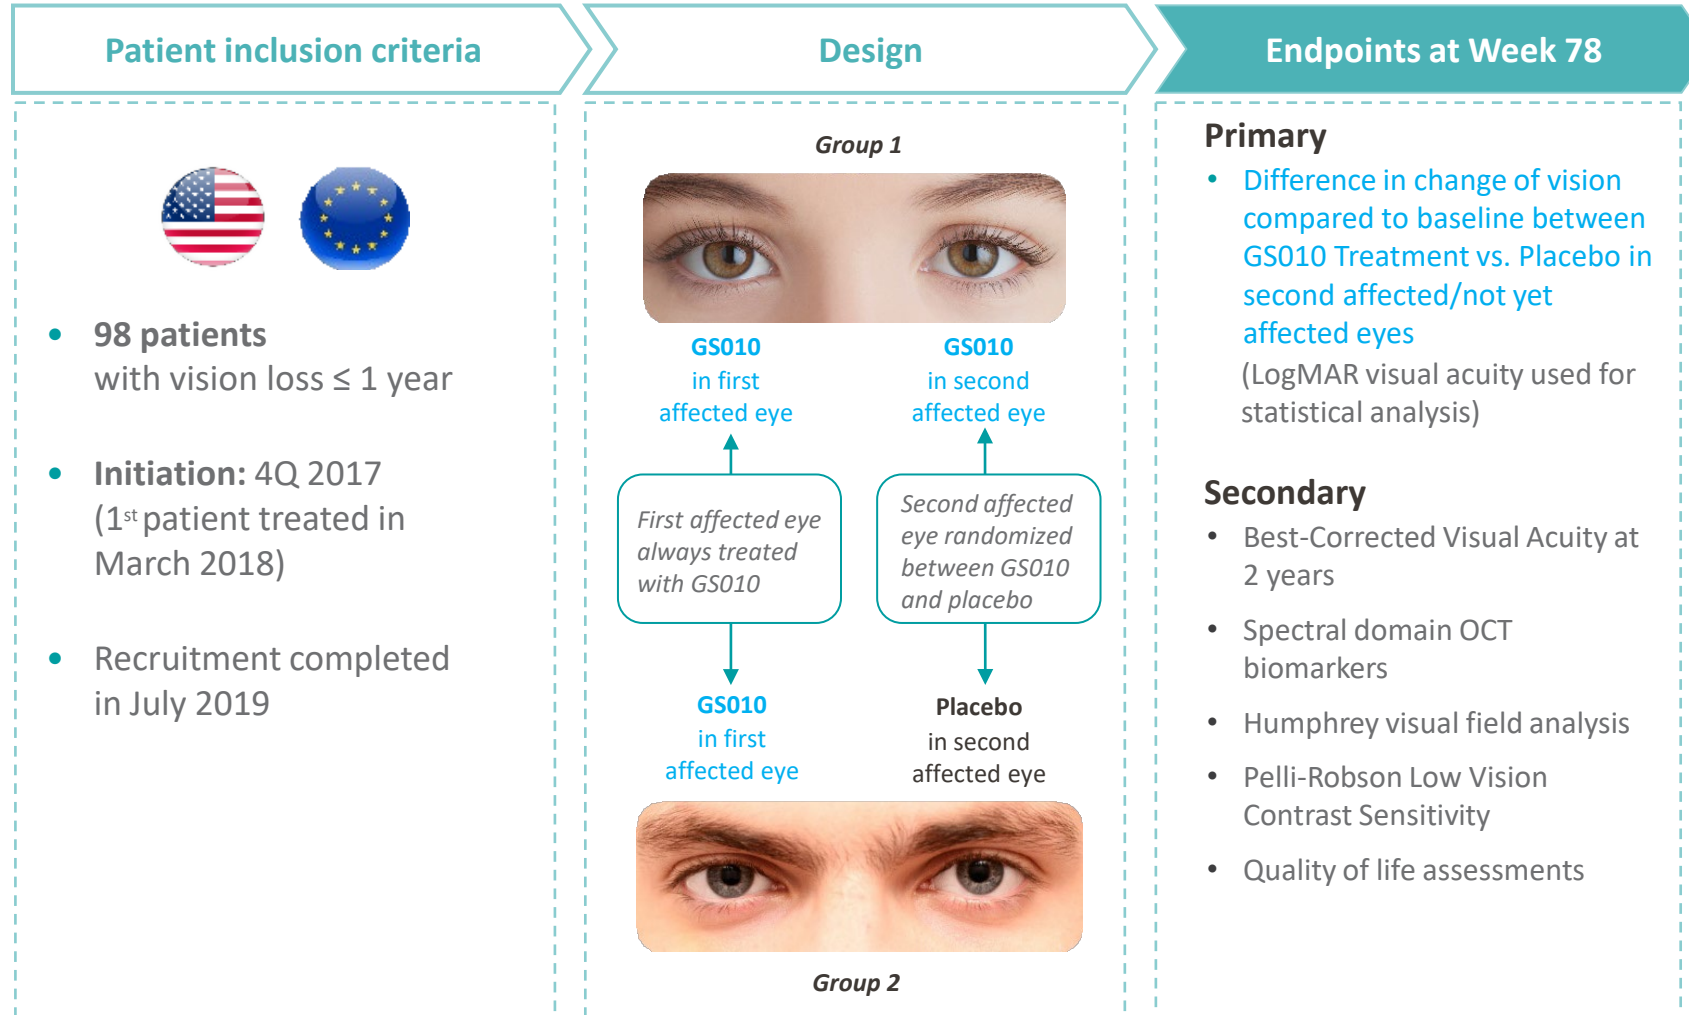 Patient inclusion criteria
Design
Endpoints at Week 78
• 98 patients
with vision loss ≤ 1 year
• Initiation: 4Q 2017
(1st patient treated in
March 2018)
• Recruitment completed
in July 2019
Group 1
GS010
in first
affected eye
GS010
in second
affected eye
First affected eye
always treated
with GS010
Second affected
eye randomized
between GS010
and placebo
GS010
in first
affected eye
Placebo
in second
affected eye
Group 2
Primary
• Difference in change of vision
compared to baseline between
GS010 Treatment vs. Placebo in
second affected/not yet
affected eyes
(LogMAR visual acuity used for
statistical analysis)
Secondary
• Best-Corrected Visual Acuity at
2 years
• Spectral domain OCT
biomarkers
• Humphrey visual field analysis
• Pelli-Robson Low Vision
Contrast Sensitivity
• Quality of life assessments